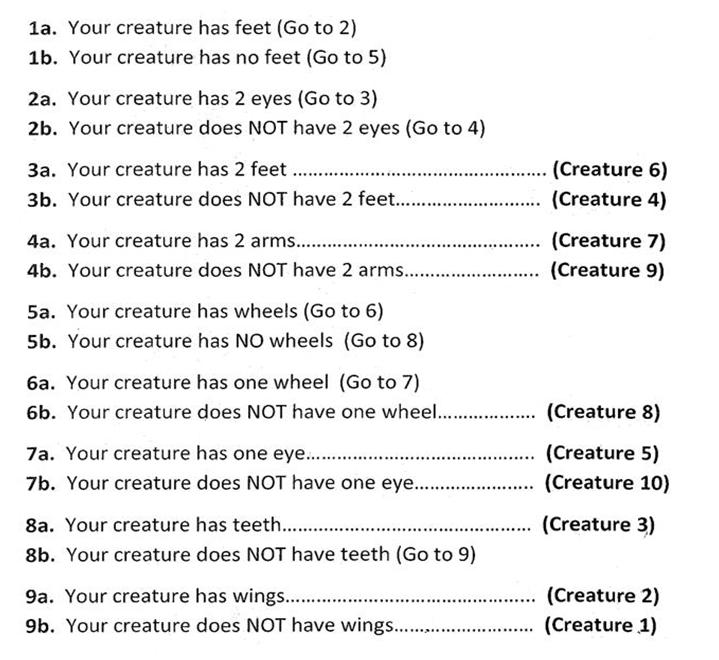 1a. Your creature has feet (Go to 2)
1b. Your creature has no feet (Go to 5)
2a. Your creature has 2 eyes (Go to 3)
2b. Your creature does NOT have 2 eyes (Go to 4)
3a. Your creature has 2 feet ................................................ (Creature 6)
3b. Your creature does NOT have 2 feet........................... (Creature 4)
4a. Your creature has 2 arms.............................................. (Creature 7)
4b. Your creature does NOT have 2 arms......................... (Creature 9)
5a. Your creature has wheels (Go to 6)
5b. Your creature has NO wheels (Go to 8)
6a. Your creature has one wheel (Go to 7)
6b. Your creature does NOT have one wheel................... (Creature 8)
7a. Your creature has one eye........................................... (Creature 5)
7b. Your creature does NOT have one eye....................... (Creature 10)
8a. Your creature has teeth............................................... (Creature 3)
8b. Your creature does NOT have teeth (Go to 9)
9a. Your creature has wings............................................... (Creature 2)
9b. Your creature does NOT have wings.......................... (Creature 1)